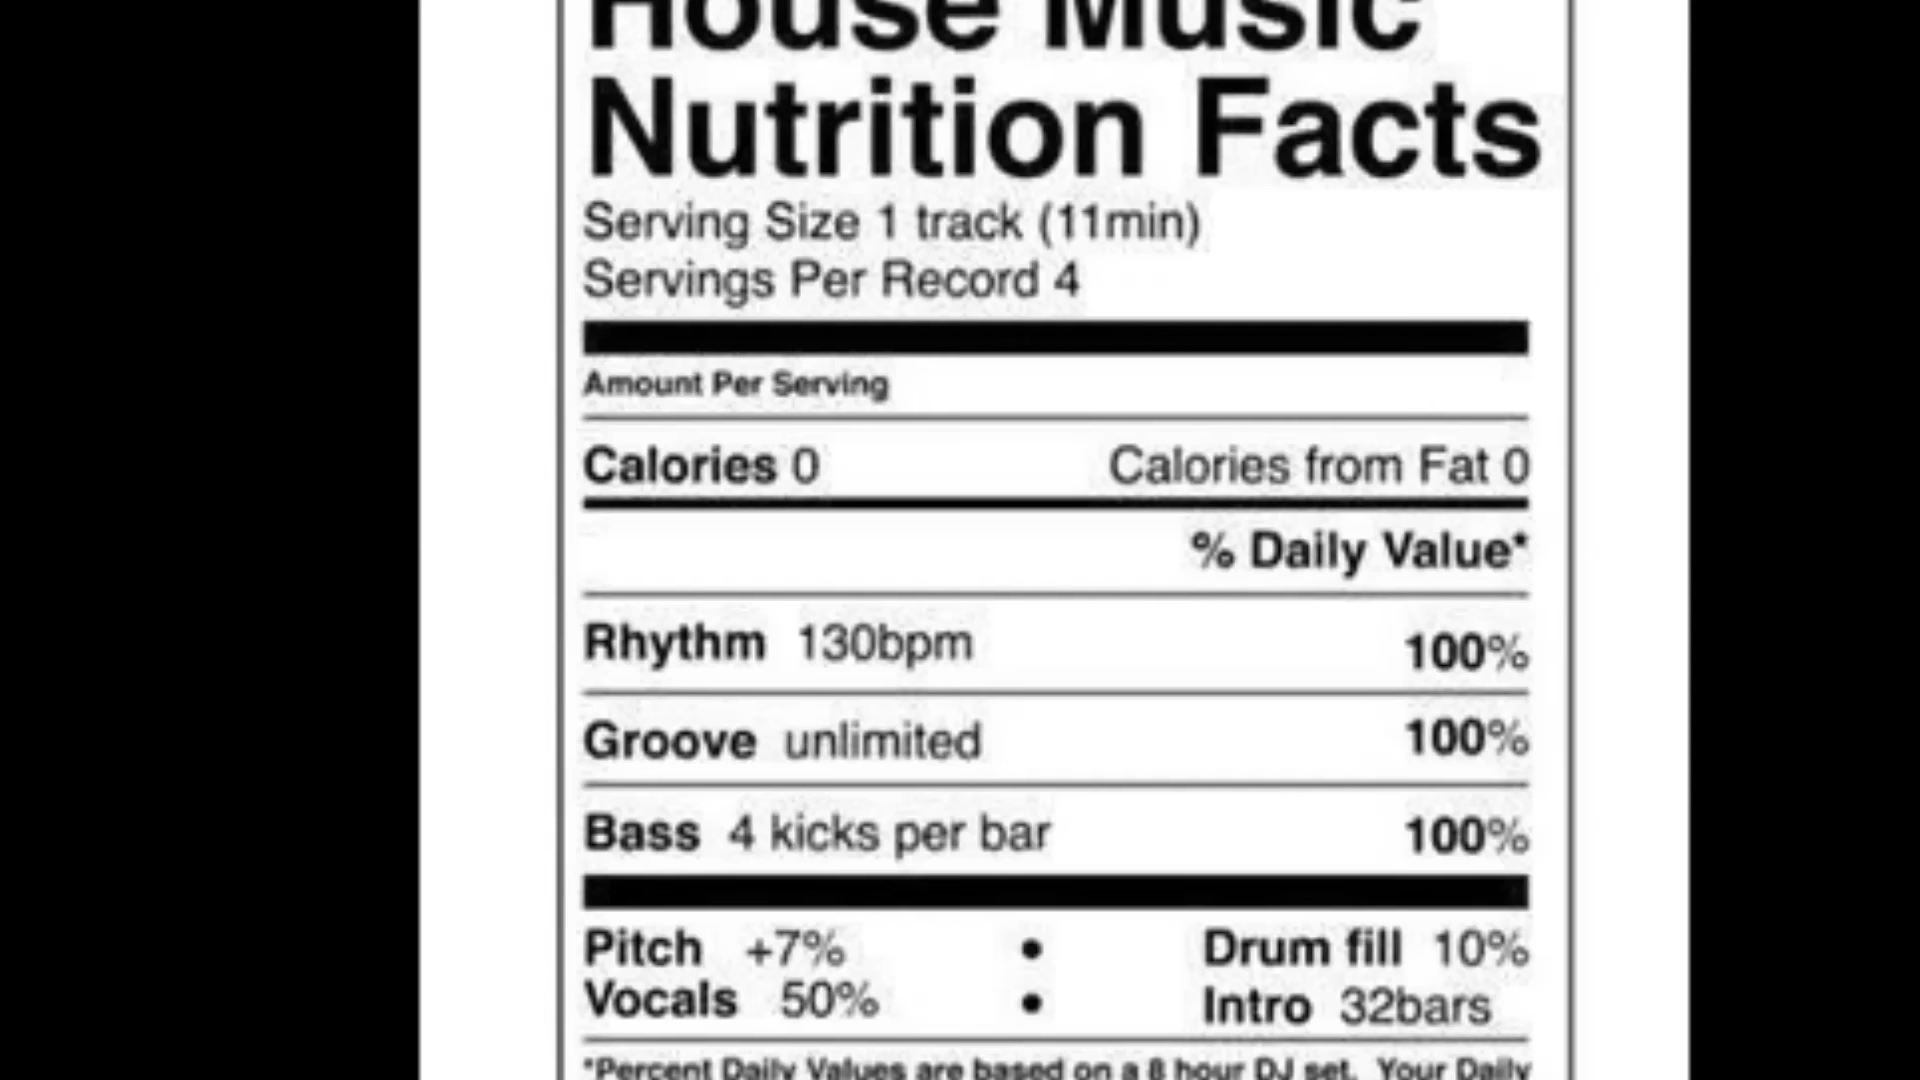 House Music
Nutrition Facts
Serving Size 1 track (11min)
Servings Per Record 4
Amount Per Serving
Calories 0 Calories from Fat 0
% Daily Value*
Rhythm 130bpm 100%
Groove unlimited 100%
Bass 4 kicks per bar 100%
Pitch +7% • Drum fill 10%
Vocals 50% • Intro 32bars
*Percent Daily Values are based on a 8 hour DJ set. Your Daily